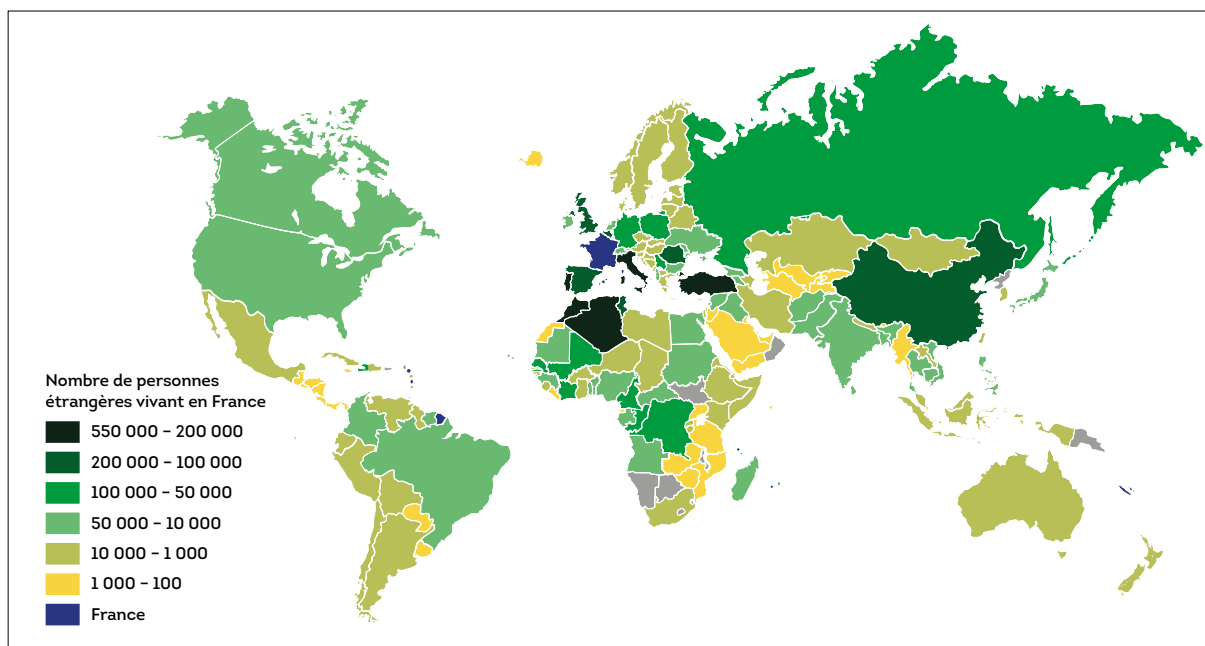 Nombre de personnes
étrangères vivant en France
550 000 – 200 000
200 000 – 100 000
100 000 – 50 000
50 000 – 10 000
10 000 – 1 000
1 000 – 100
France